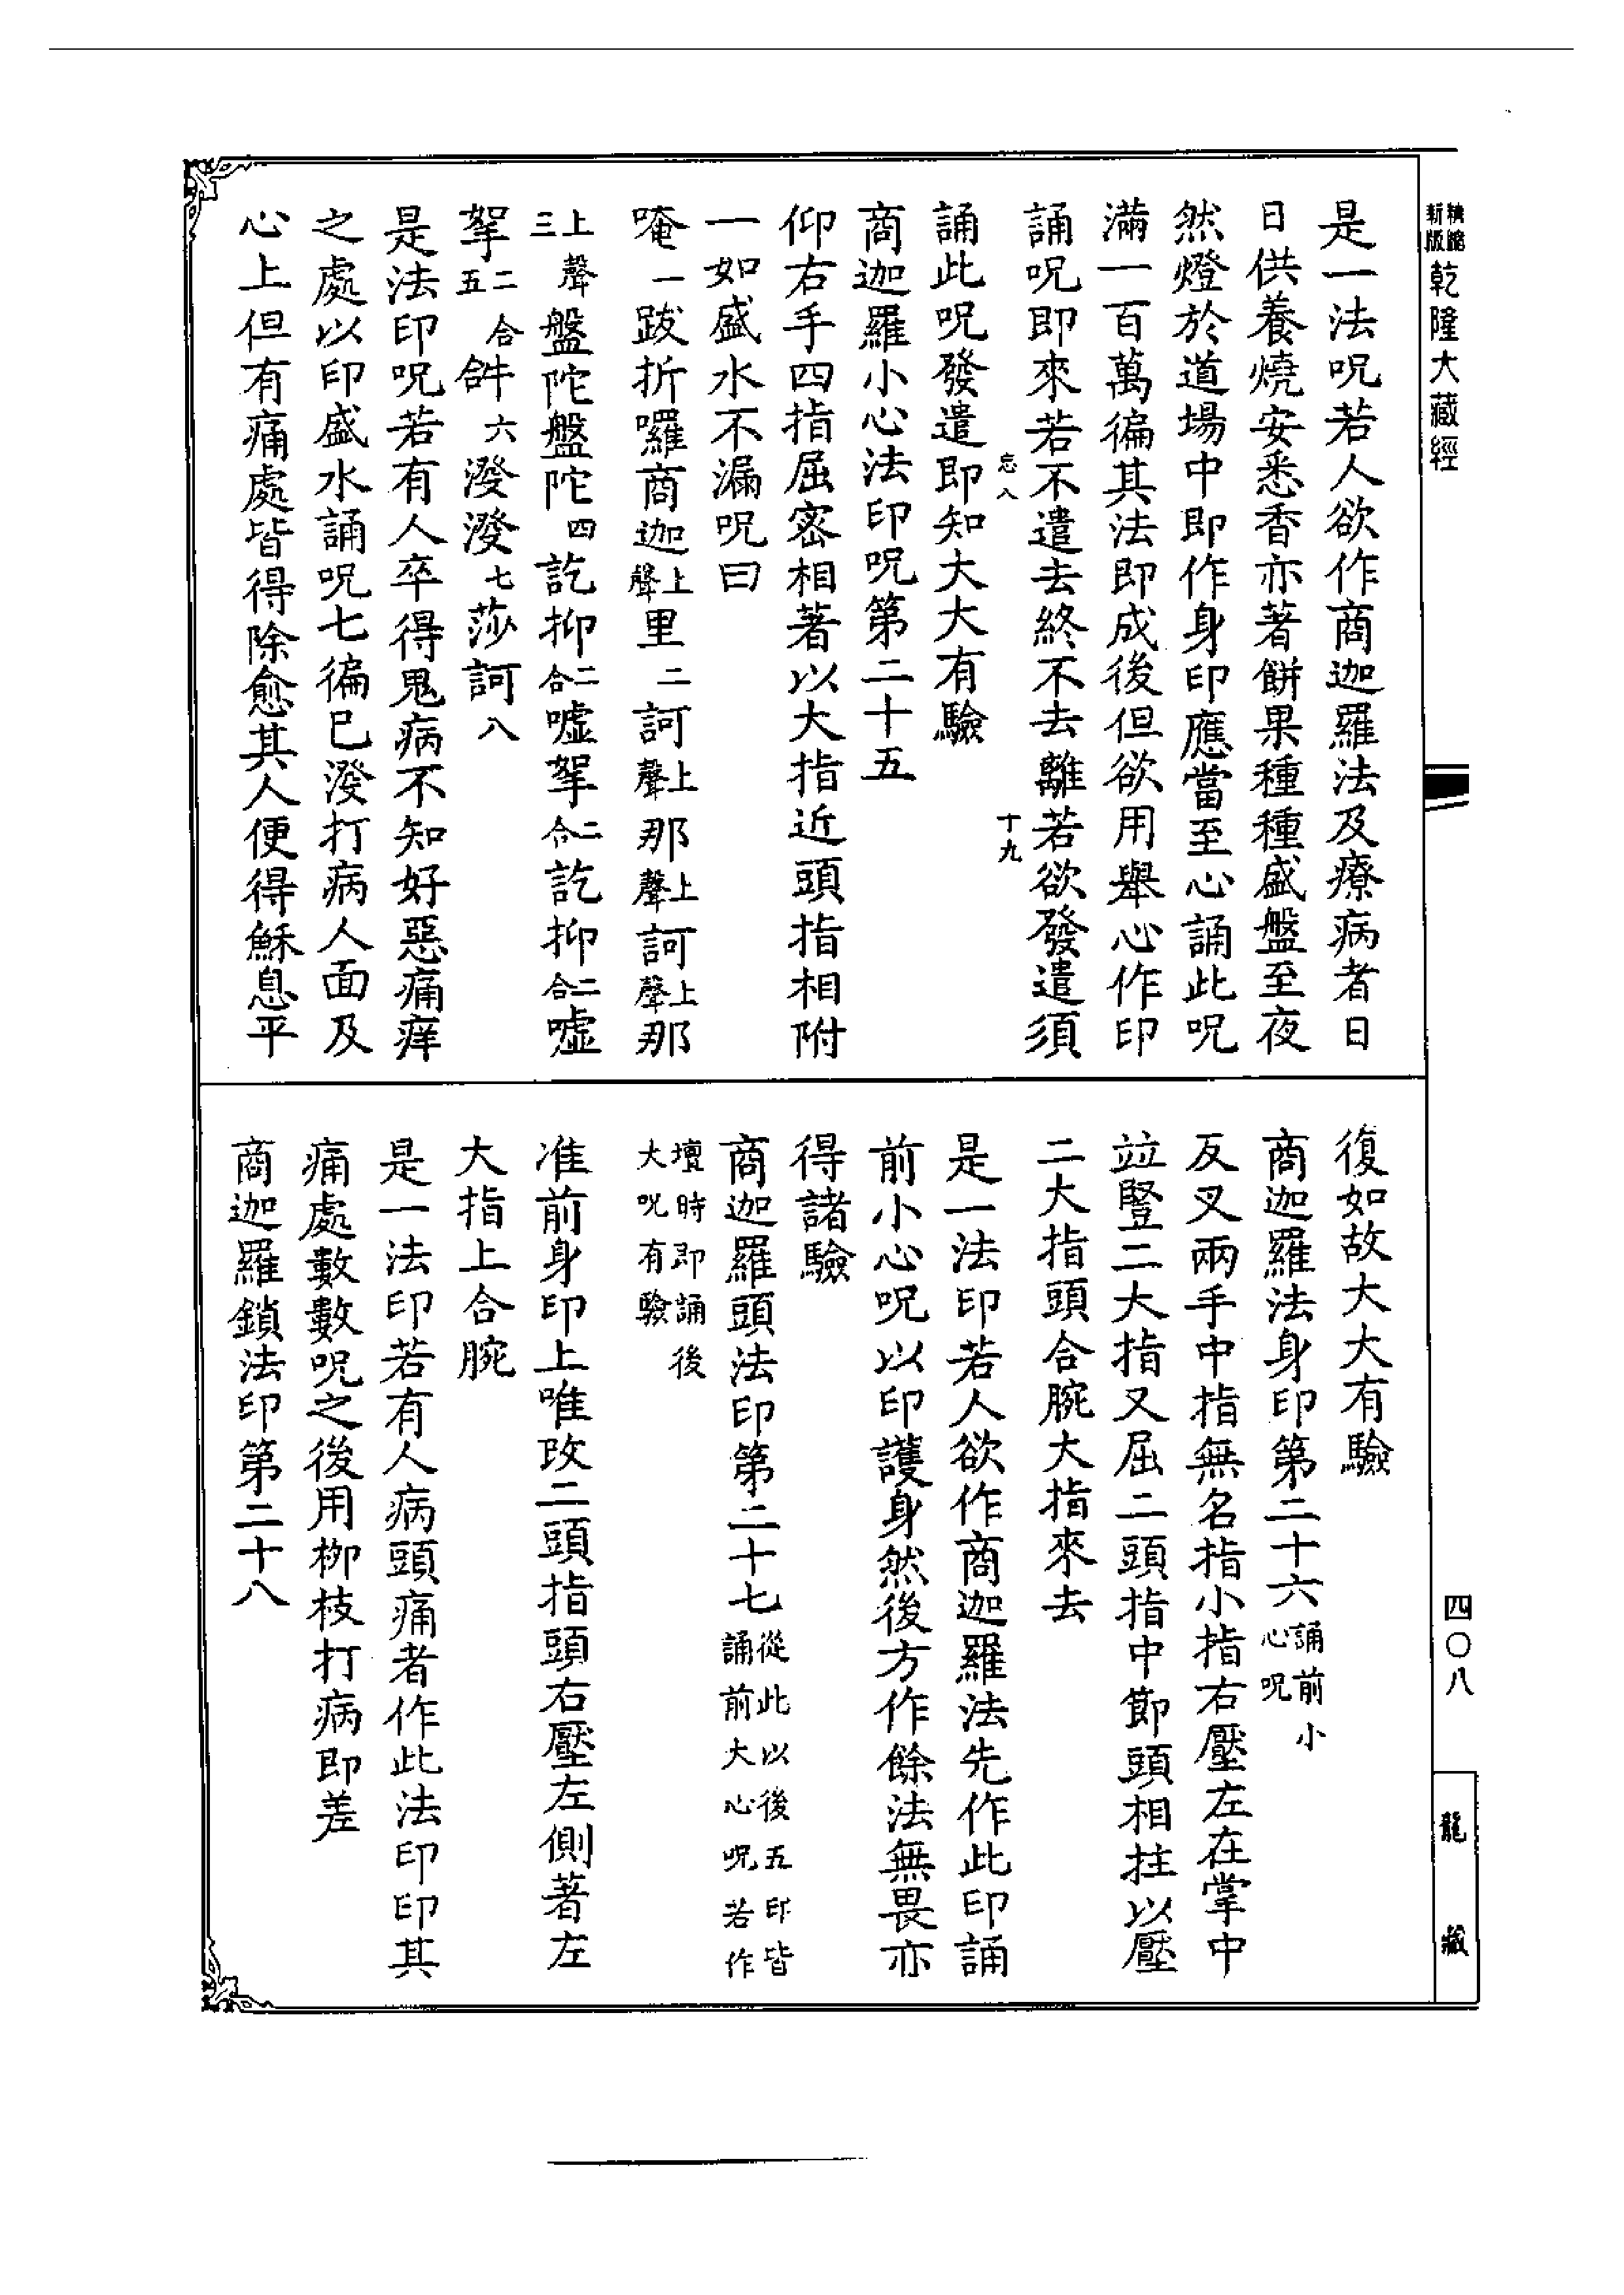 精縮新版乾隆大藏經
是一法呪若人欲作商迦羅法及療病者日
日供養燒安悉香亦著餅果種種盛盤至夜
然燈於道場中即作身印應當至心誦此呪
滿一百萬徧其法即成後但欲用舉心作印
誦呪即來若不遣去終不去離若欲發遣須
忘八 十九
誦此呪發遣即知大大有驗
商迦羅小心法印呪第二十五
仰右手四指屈密相著以大指近頭指相附
一如盛水不漏呪曰
唵一跋折囉商迦上聲里二訶上聲那上聲訶上聲那
上聲三盤陀盤陀四訖抑二合嘘拏二合訖抑二合嘘
拏二合五𤙖六潑潑七莎訶八
是法印呪若有人卒得鬼病不知好惡痛痒
之處以印盛水誦呪七徧已潑打病人面及
心上但有痛處皆得除愈其人便得穌息平
復如故大大有驗
商迦羅法身印第二十六誦前小心呪
反叉兩手中指無名指小指右壓左在掌中
竝豎二大指又屈二頭指中節頭相拄以壓
二大指頭合腕大指來去
是一法印若人欲作商迦羅法先作此印誦
前小心呪以印護身然後方作餘法無畏亦
得諸驗
商迦羅頭法印第二十七從此以後五印皆誦前大心呪若作
壇時即誦後大呪有驗
准前身印上唯改二頭指頭右壓左側著左
大指上合腕
是一法印若有人病頭痛者作此法印印其
痛處數數呪之後用柳枝打病即差
商迦羅鎖法印第二十八
四〇八
龍藏